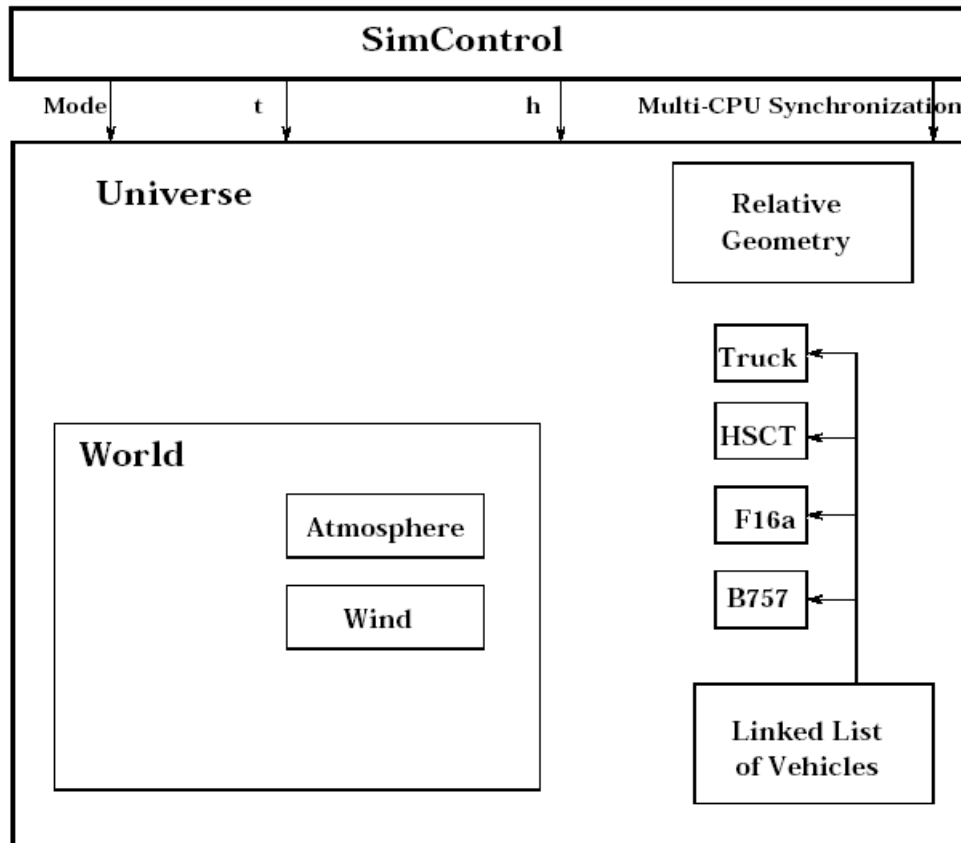 SimControl
Mode t h Multi-CPU Synchronization
Universe
Relative
Geometry
Truck
HSCT
World
F16a
Atmosphere
B757
Wind
Linked List
of Vehicles